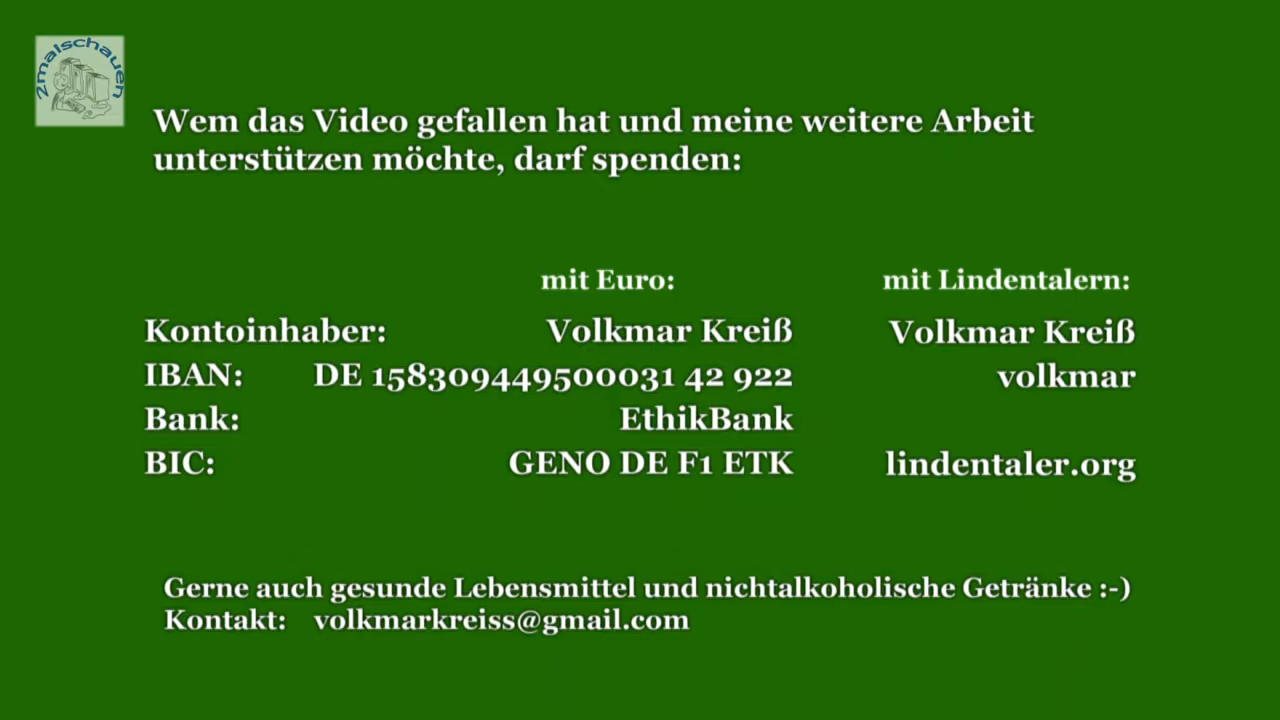 2malschauen
Wem das Video gefallen hat und meine weitere Arbeit
unterstützen möchte, darf spenden:
mit Euro: mit Lindentalern:
Kontoinhaber: Volkmar Kreiß Volkmar Kreiß
IBAN: DE 158309449500031 42 922 volkmar
Bank: EthikBank
BIC: GENO DE F1 ETK lindentaler.org
Gerne auch gesunde Lebensmittel und nichtalkoholische Getränke :-)
Kontakt: volkmarkreiss@gmail.com